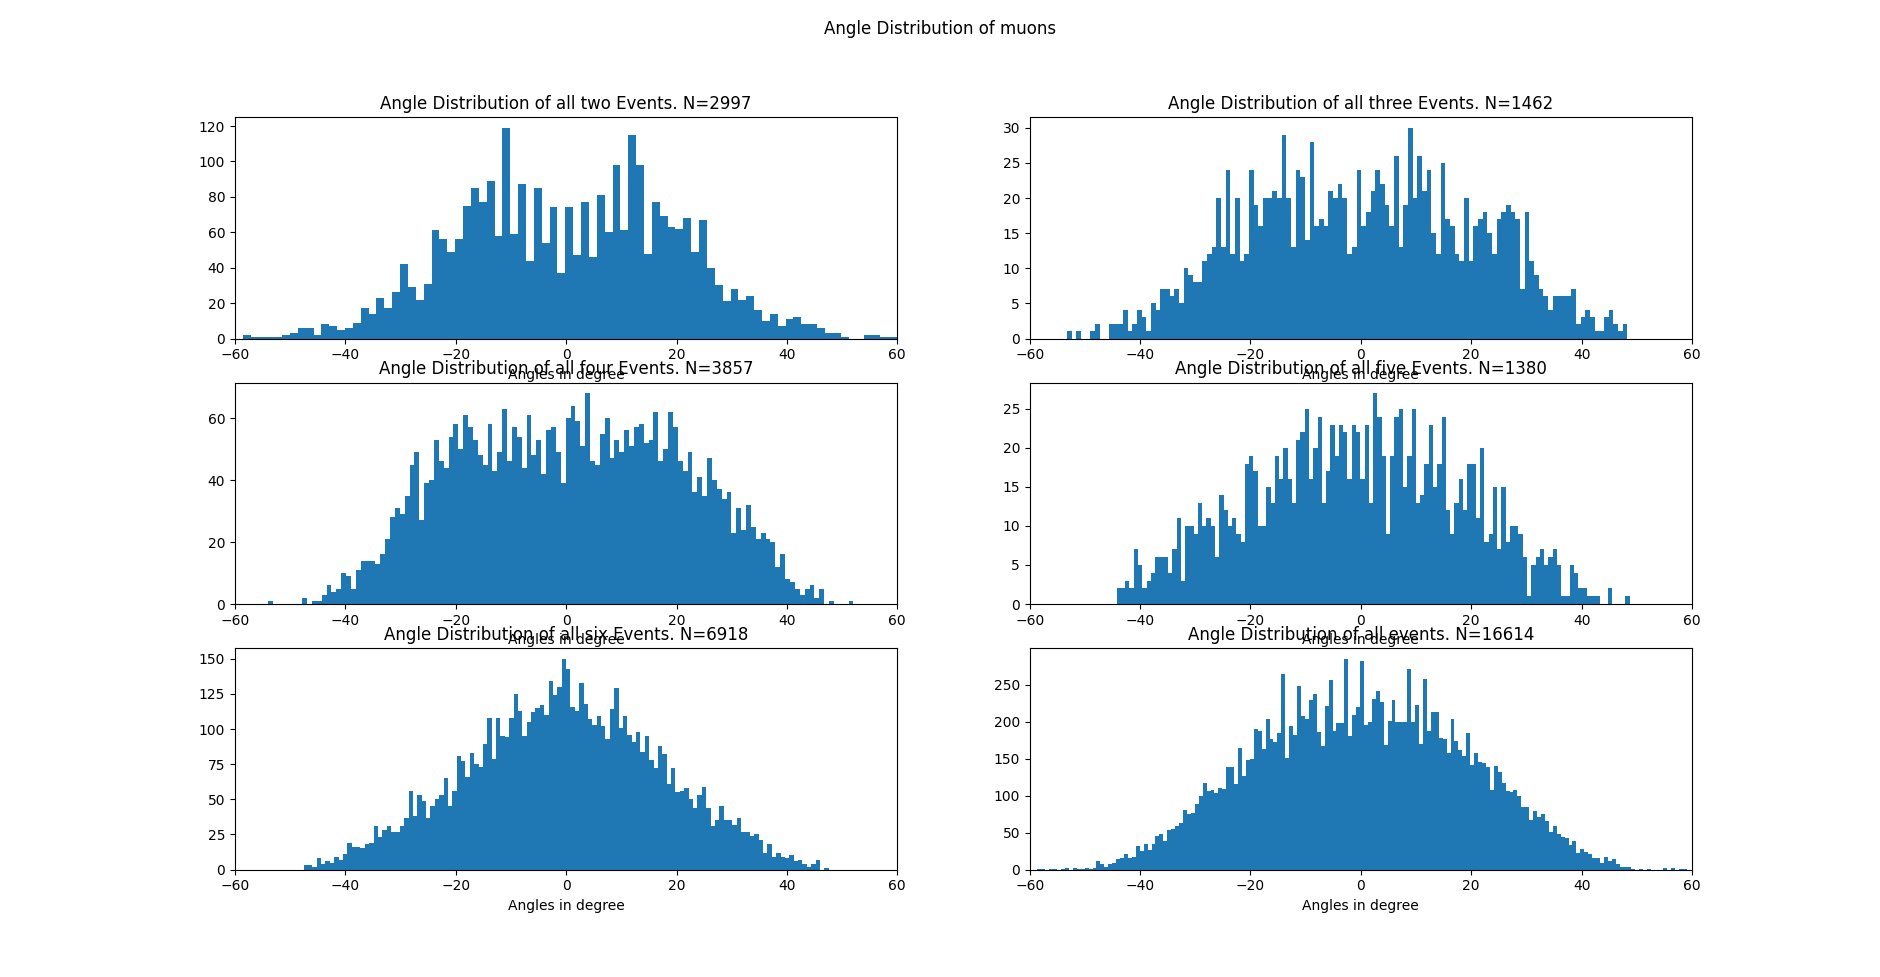 Angle Distribution of muons
Angle Distribution of all two Events. N=2997
120
100
80
60
40
20
0
−60 −40 −20 0 20 40 60
Angles in degree
Angle Distribution of all three Events. N=1462
30
25
20
15
10
5
0
−60 −40 −20 0 20 40 60
Angles in degree
Angle Distribution of all four Events. N=3857
60
40
20
0
−60 −40 −20 0 20 40 60
Angles in degree
Angle Distribution of all five Events. N=1380
25
20
15
10
5
0
−60 −40 −20 0 20 40 60
Angles in degree
Angle Distribution of all six Events. N=6918
150
125
100
75
50
25
0
−60 −40 −20 0 20 40 60
Angles in degree
Angle Distribution of all events. N=16614
250
200
150
100
50
0
−60 −40 −20 0 20 40 60
Angles in degree